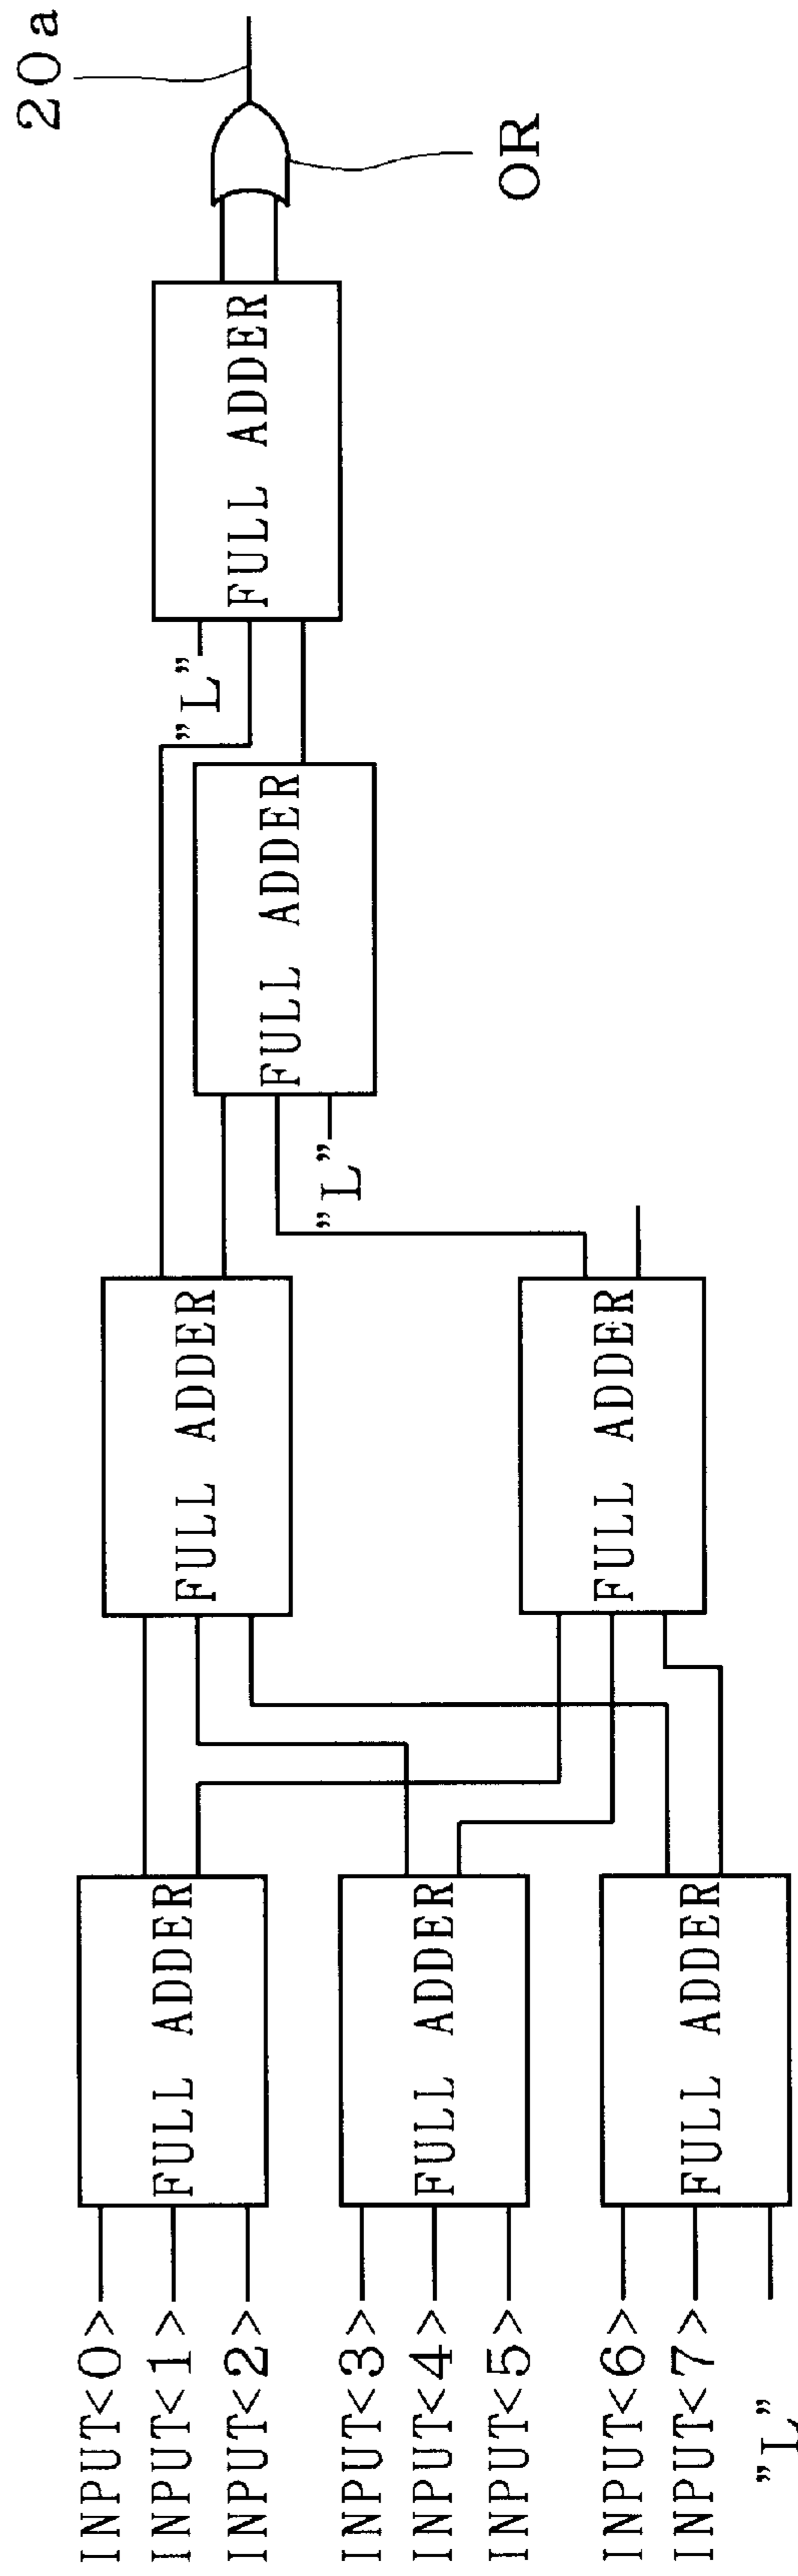 INPUT<0>
INPUT<1>
INPUT<2>
INPUT<3>
INPUT<4>
INPUT<5>
INPUT<6>
INPUT<7>
"L"
FULL ADDER
FULL ADDER
FULL ADDER
FULL ADDER
FULL ADDER
"L"
FULL ADDER
"L"
FULL ADDER
OR
20a